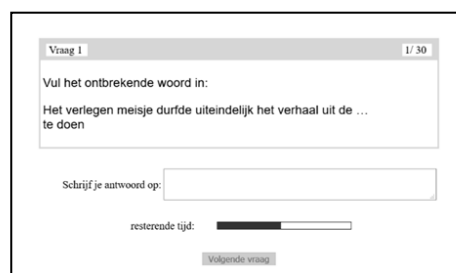 Vraag 1 1/ 30
Vul het ontbrekende woord in:
Het verlegen meisje durfde uiteindelijk het verhaal uit de …
te doen
Schrijf je antwoord op:
resterende tijd:
Volgende vraag